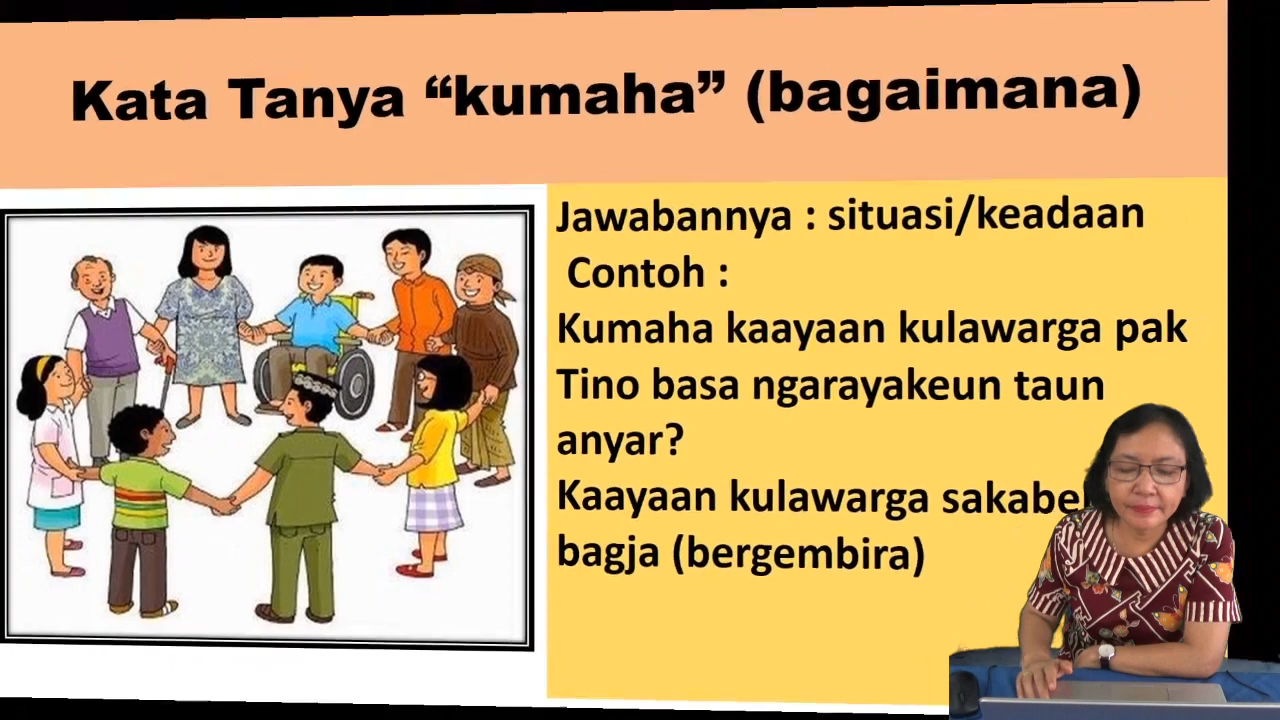 Kata Tanya “kumaha” (bagaimana)
Jawabannya : situasi/keadaan
Contoh :
Kumaha kaayaan kulawarga pak
Tino basa ngarayakeun taun
anyar?
Kaayaan kulawarga
bagja (bergembira)